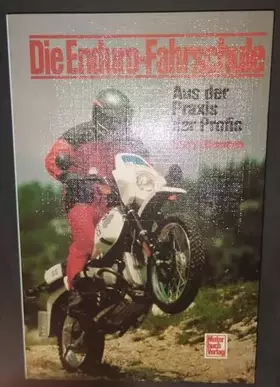 Die Enduro-Fahrschule
Aus der
Praxis
der Profis
Motor
buch
Verlag